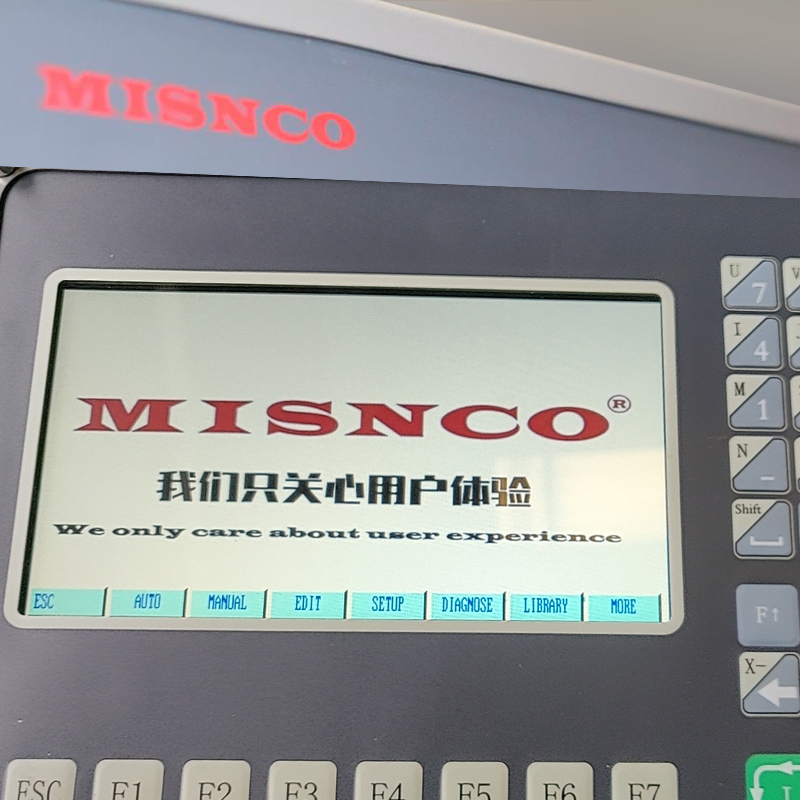 MISNCO
MISNCO®
我们只关心用户体验
We only care about user experience
ESC AUTO MANUAL EDIT SETUP DIAGNOSE LIBRARY MORE
U 7 V
I 4
M 1
N -
Shift
F↑
X-
ESC F1 F2 F3 F4 F5 F6 F7